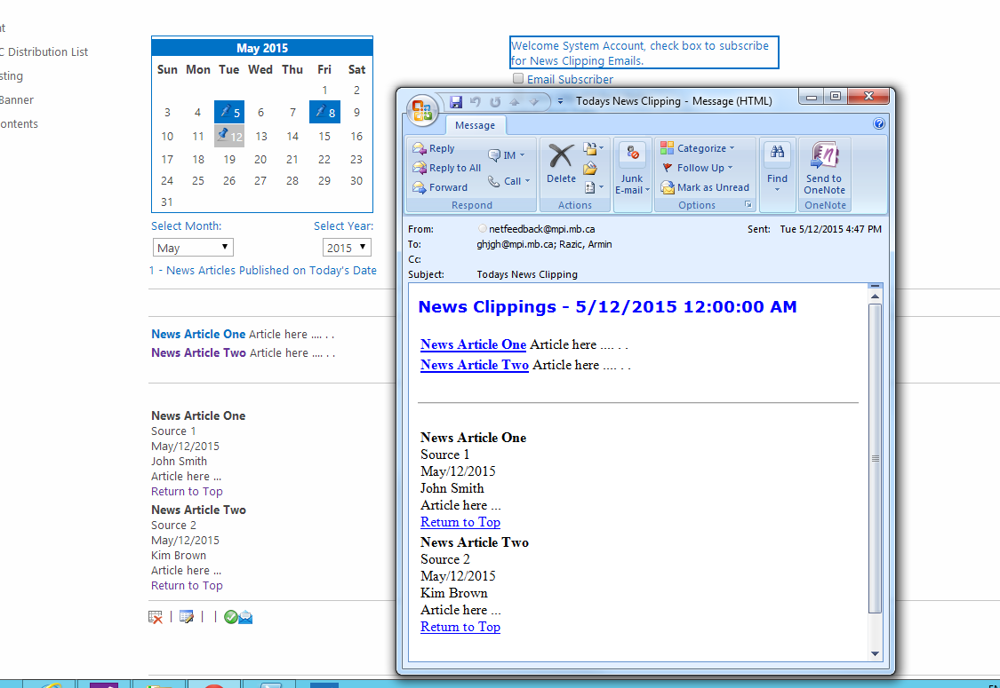 nt
C Distribution List
sting
Banner
ontents
May 2015
Sun Mon Tue Wed Thu Fri Sat
1 2
3 4 5 6 7 8 9
10 11 12 13 14 15 16
17 18 19 20 21 22 23
24 25 26 27 28 29 30
31
Select Month: Select Year:
May 2015
1 - News Articles Published on Today's Date
News Article One Article here .... . .
News Article Two Article here .... . .
News Article One
Source 1
May/12/2015
John Smith
Article here ...
Return to Top
News Article Two
Source 2
May/12/2015
Kim Brown
Article here ...
Return to Top
Welcome System Account, check box to subscribe
for News Clipping Emails.
Email Subscriber
Todays News Clipping - Message (HTML)
Message
Reply
Reply to All
Forward
IM
Call
Respond
Delete
Actions
Junk
E-mail
Categorize
Follow Up
Mark as Unread
Options
Find
Send to
OneNote
OneNote
From: netfeedback@mpi.mb.ca Sent: Tue 5/12/2015 4:47 PM
To: ghjgh@mpi.mb.ca; Razic, Armin
Cc:
Subject: Todays News Clipping
News Clippings - 5/12/2015 12:00:00 AM
News Article One Article here .... . .
News Article Two Article here .... . .
News Article One
Source 1
May/12/2015
John Smith
Article here ...
Return to Top
News Article Two
Source 2
May/12/2015
Kim Brown
Article here ...
Return to Top